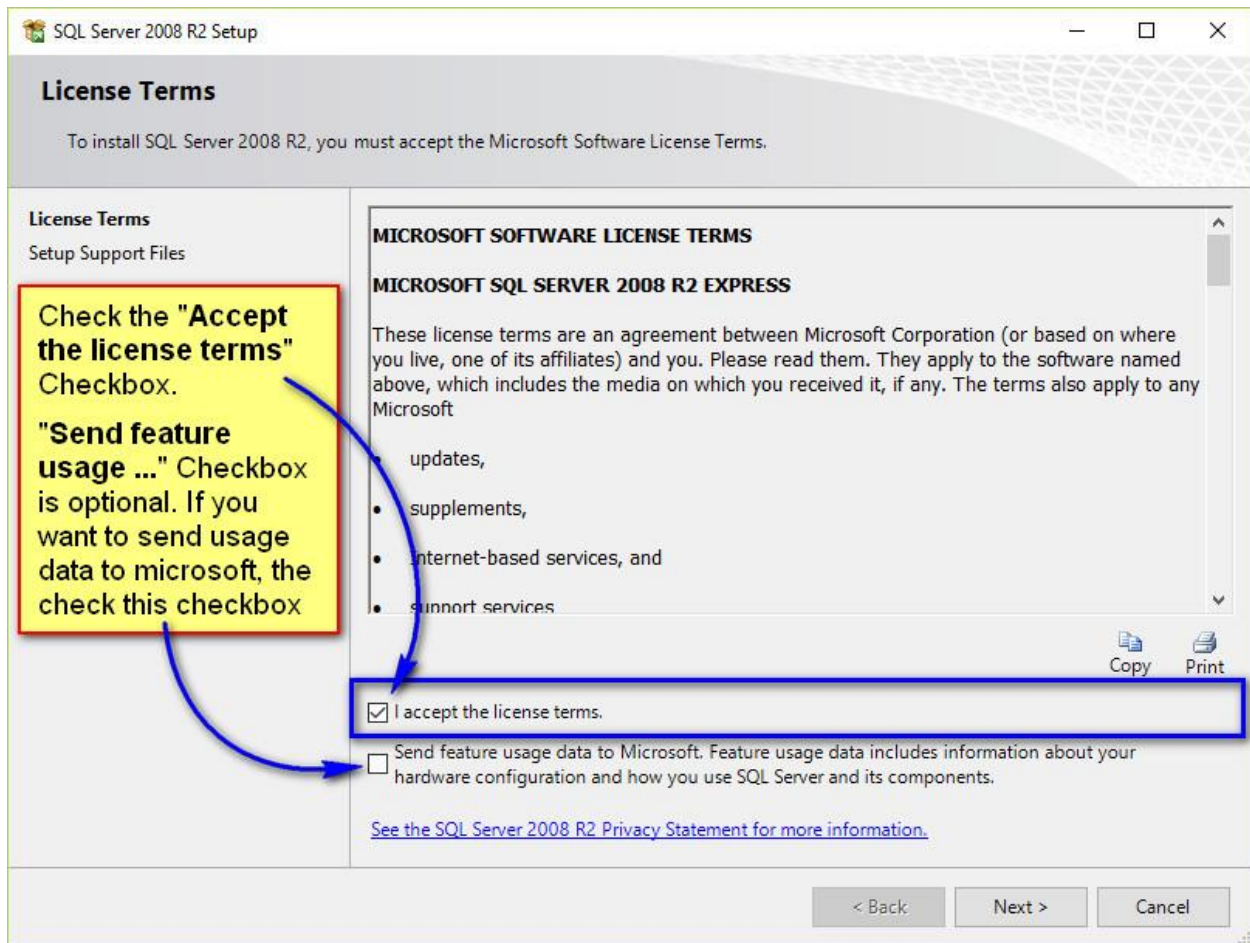 SQL Server 2008 R2 Setup
License Terms
To install SQL Server 2008 R2, you must accept the Microsoft Software License Terms.
License Terms
Setup Support Files
Check the "Accept
the license terms"
Checkbox.
"Send feature
usage ..." Checkbox
is optional. If you
want to send usage
data to microsoft, the
check this checkbox
MICROSOFT SOFTWARE LICENSE TERMS
MICROSOFT SQL SERVER 2008 R2 EXPRESS
These license terms are an agreement between Microsoft Corporation (or based on where
you live, one of its affiliates) and you. Please read them. They apply to the software named
above, which includes the media on which you received it, if any. The terms also apply to any
Microsoft
• updates,
• supplements,
• Internet-based services, and
• support services
Copy
Print
I accept the license terms.
Send feature usage data to Microsoft. Feature usage data includes information about your
hardware configuration and how you use SQL Server and its components.
See the SQL Server 2008 R2 Privacy Statement for more information.
< Back
Next >
Cancel